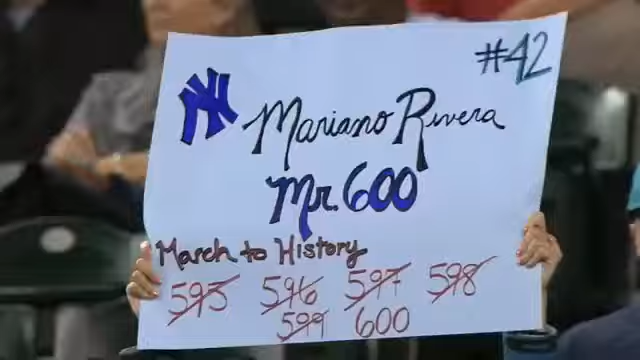 #42
NY Mariano Rivera
Mr. 600
March to History
595 596 597 598
599 600